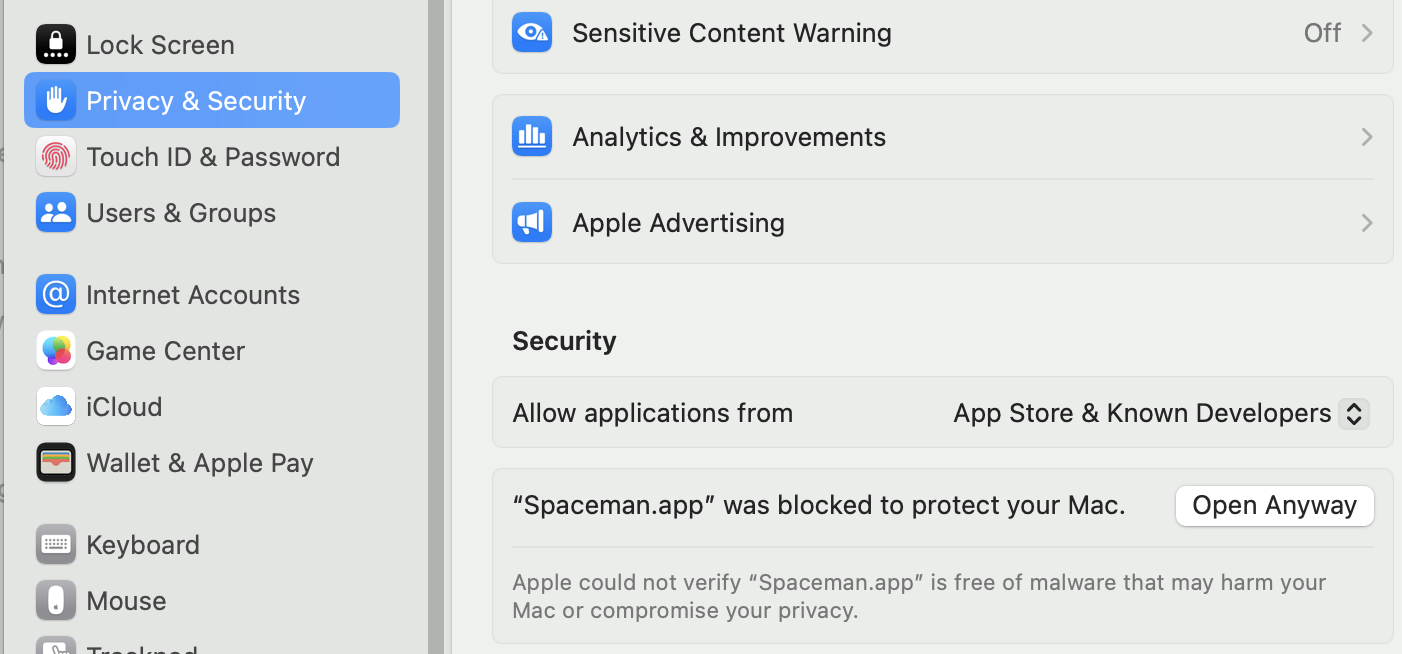 Lock Screen
Privacy & Security
Touch ID & Password
Users & Groups
Internet Accounts
Game Center
iCloud
Wallet & Apple Pay
Keyboard
Mouse
Trackpad
Sensitive Content Warning Off
Analytics & Improvements
Apple Advertising
Security
Allow applications from App Store & Known Developers
“Spaceman.app” was blocked to protect your Mac. Open Anyway
Apple could not verify “Spaceman.app” is free of malware that may harm your
Mac or compromise your privacy.